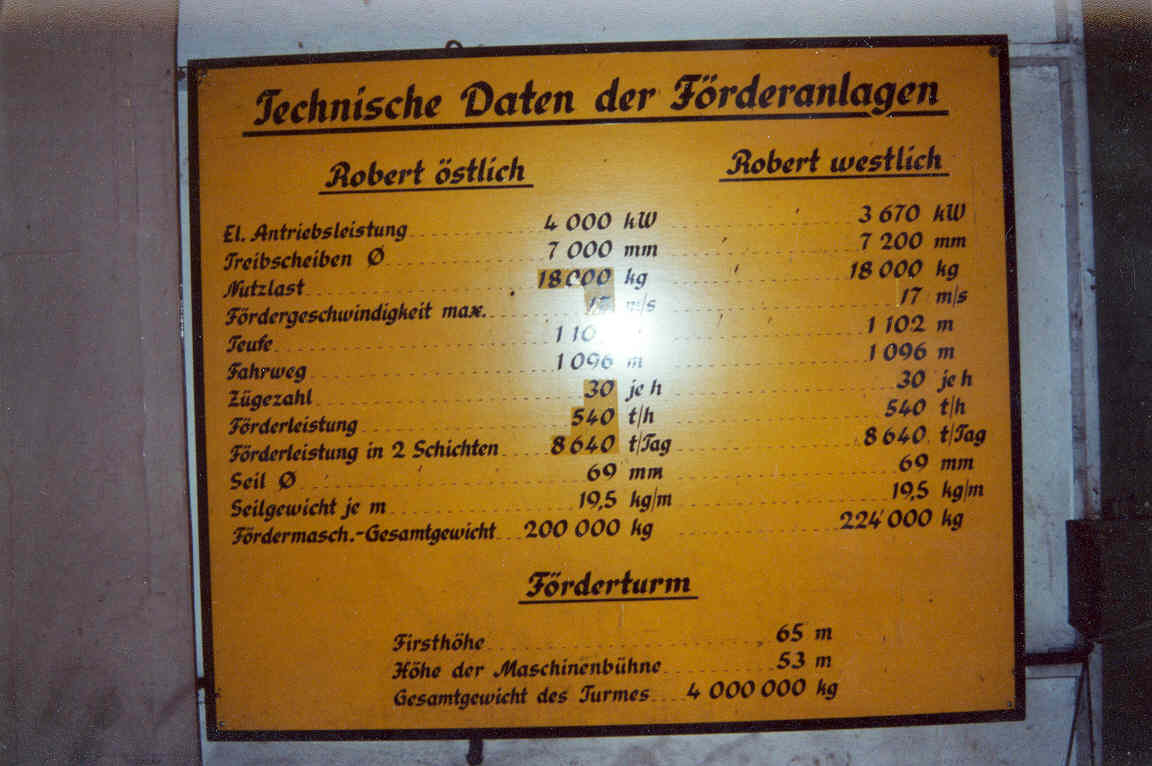 Technische Daten der Förderanlagen
Robert östlich Robert westlich
El. Antriebsleistung 4 000 kW 3 670 kW
Treibscheiben Ø 7 000 mm 7 200 mm
Nutzlast 18 000 kg 18 000 kg
Fördergeschwindigkeit max. m/s 17 m/s
Teufe 1 102 m
Fahrweg 1 096 m 1 096 m
Zügezahl 30 je h 30 je h
Förderleistung 540 t/h 540 t/h
Förderleistung in 2 Schichten 8 640 t/Tag 8 640 t/Tag
Seil Ø 69 mm 69 mm
Seilgewicht je m 19,5 kg/m 19,5 kg/m
Fördermasch.-Gesamtgewicht 200 000 kg 224 000 kg
Förderturm
Firsthöhe 65 m
Höhe der Maschinenbühne 53 m
Gesamtgewicht des Turmes 4 000 000 kg